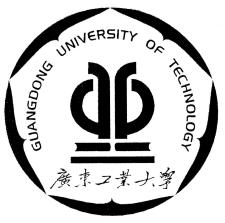 GUANGDONG UNIVERSITY OF TECHNOLOGY
廣東工業大學